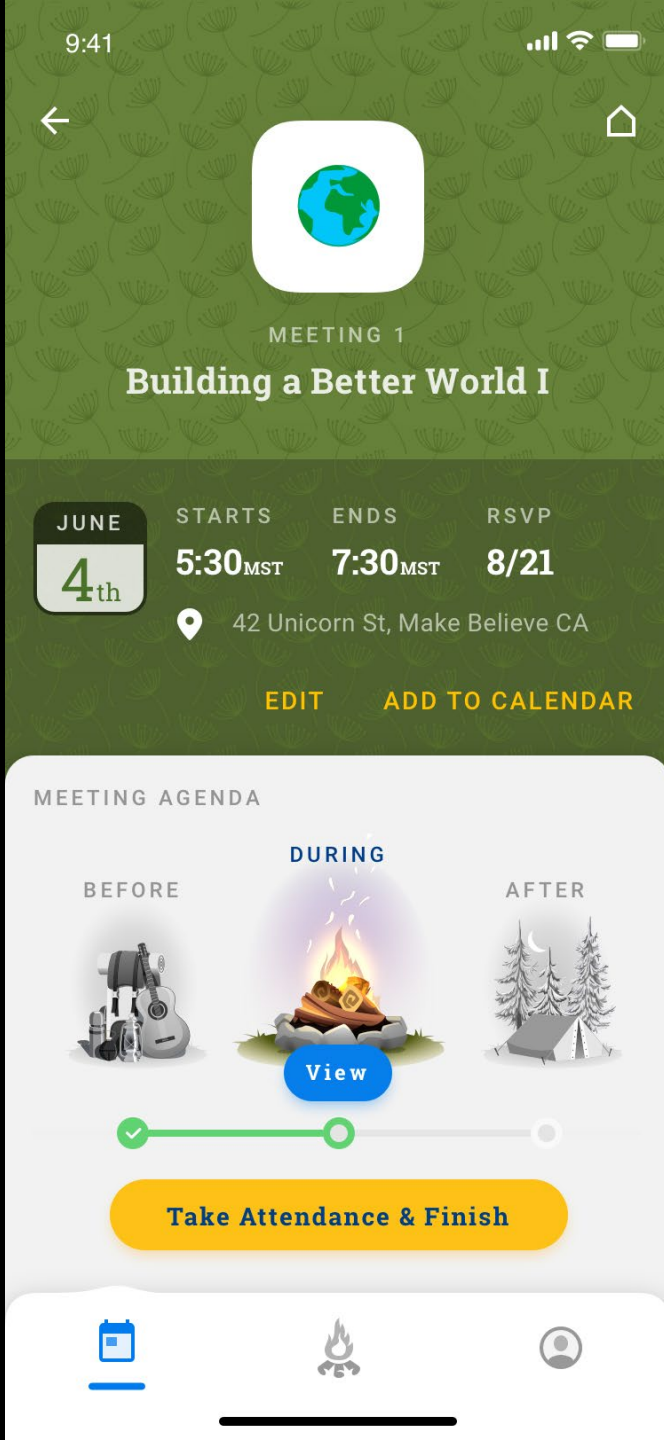 9:41
MEETING 1
Building a Better World I
JUNE
4th
STARTS
5:30MST
ENDS
7:30MST
RSVP
8/21
42 Unicorn St, Make Believe CA
EDIT
ADD TO CALENDAR
MEETING AGENDA
BEFORE
DURING
AFTER
View
Take Attendance & Finish